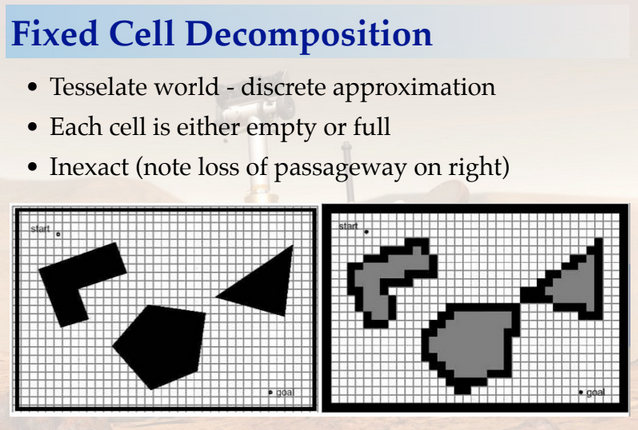 Fixed Cell Decomposition
• Tesselate world - discrete approximation
• Each cell is either empty or full
• Inexact (note loss of passageway on right)
start
goal
start
goal